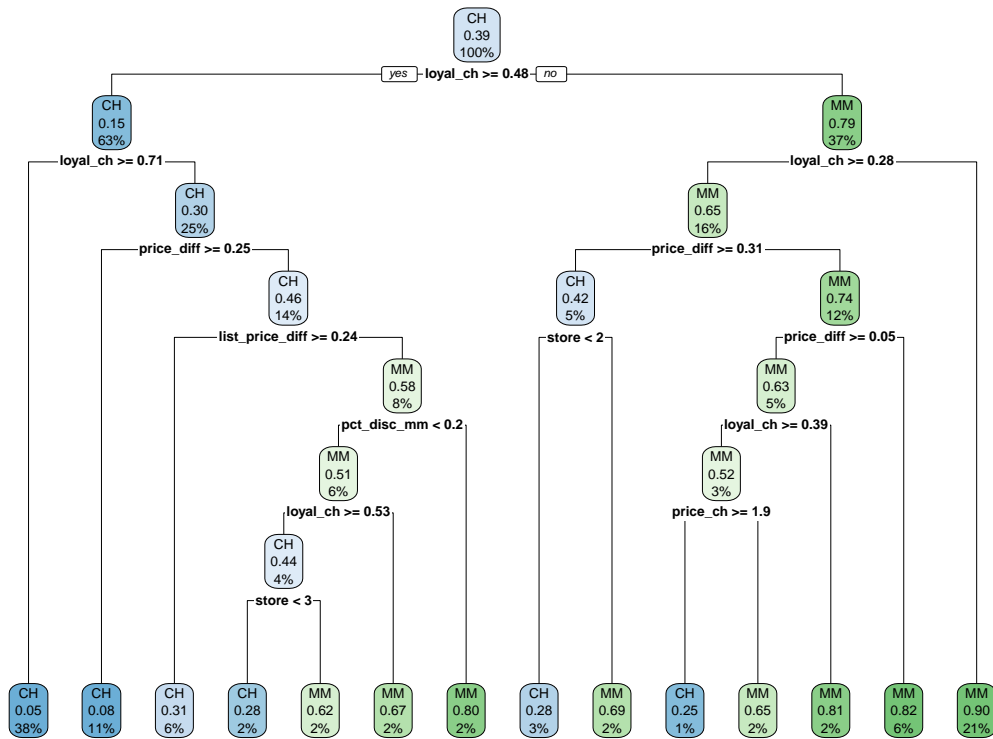 CH
0.39
100%
yes loyal_ch >= 0.48 no
CH
0.15
63%
MM
0.79
37%
loyal_ch >= 0.71
loyal_ch >= 0.28
CH
0.30
25%
MM
0.65
16%
price_diff >= 0.25
price_diff >= 0.31
CH
0.46
14%
CH
0.42
5%
MM
0.74
12%
list_price_diff >= 0.24
store < 2
price_diff >= 0.05
MM
0.58
8%
MM
0.63
5%
pct_disc_mm < 0.2
loyal_ch >= 0.39
MM
0.51
6%
MM
0.52
3%
loyal_ch >= 0.53
price_ch >= 1.9
CH
0.44
4%
store < 3
CH
0.05
38%
CH
0.08
11%
CH
0.31
6%
CH
0.28
2%
MM
0.62
2%
MM
0.67
2%
MM
0.80
2%
CH
0.28
3%
MM
0.69
2%
CH
0.25
1%
MM
0.65
2%
MM
0.81
2%
MM
0.82
6%
MM
0.90
21%